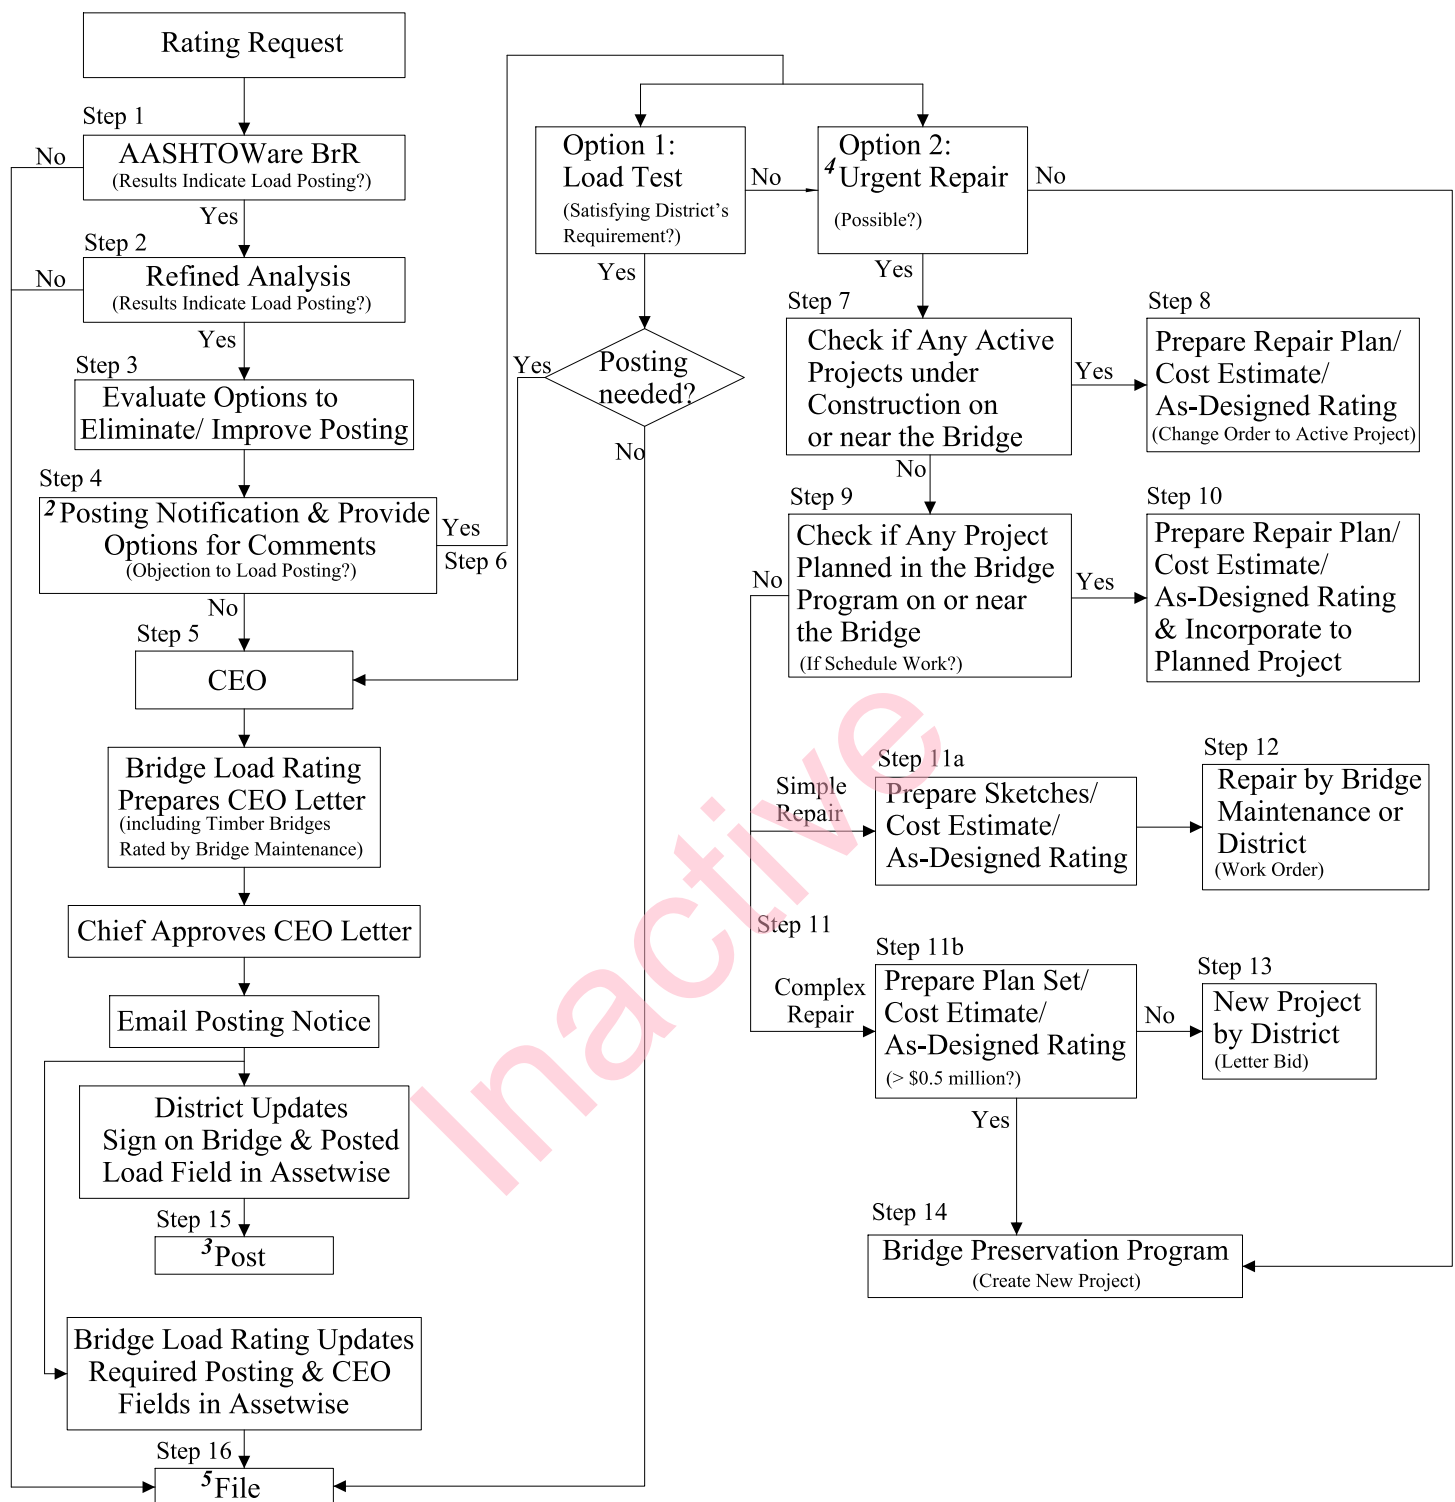 Rating Request
Step 1
No
AASHTOWare BrR
(Results Indicate Load Posting?)
Yes
Step 2
No
Refined Analysis
(Results Indicate Load Posting?)
Yes
Step 3
Evaluate Options to
Eliminate/ Improve Posting
Step 4
2 Posting Notification & Provide
Options for Comments
(Objection to Load Posting?)
Yes
Step 6
No
Step 5
CEO
Bridge Load Rating
Prepares CEO Letter
(including Timber Bridges
Rated by Bridge Maintenance)
Chief Approves CEO Letter
Email Posting Notice
District Updates
Sign on Bridge & Posted
Load Field in Assetwise
Step 15
3 Post
Bridge Load Rating Updates
Required Posting & CEO
Fields in Assetwise
Step 16
5 File
Option 1:
Load Test
(Satisfying District's
Requirement?)
No
Yes
Posting
needed?
Yes
No
Option 2:
4 Urgent Repair
(Possible?)
No
Yes
Step 7
Check if Any Active
Projects under
Construction on
or near the Bridge
Yes
No
Step 8
Prepare Repair Plan/
Cost Estimate/
As-Designed Rating
(Change Order to Active Project)
Step 9
Check if Any Project
Planned in the Bridge
Program on or near
the Bridge
(If Schedule Work?)
No
Yes
Step 10
Prepare Repair Plan/
Cost Estimate/
As-Designed Rating
& Incorporate to
Planned Project
Simple
Repair
Step 11a
Prepare Sketches/
Cost Estimate/
As-Designed Rating
Step 12
Repair by Bridge
Maintenance or
District
(Work Order)
Step 11
Complex
Repair
Step 11b
Prepare Plan Set/
Cost Etimate/
As-Designed Rating
(> $0.5 million?)
No
Yes
Step 13
New Project
by District
(Letter Bid)
Step 14
Bridge Preservation Program
(Create New Project)
Inactive